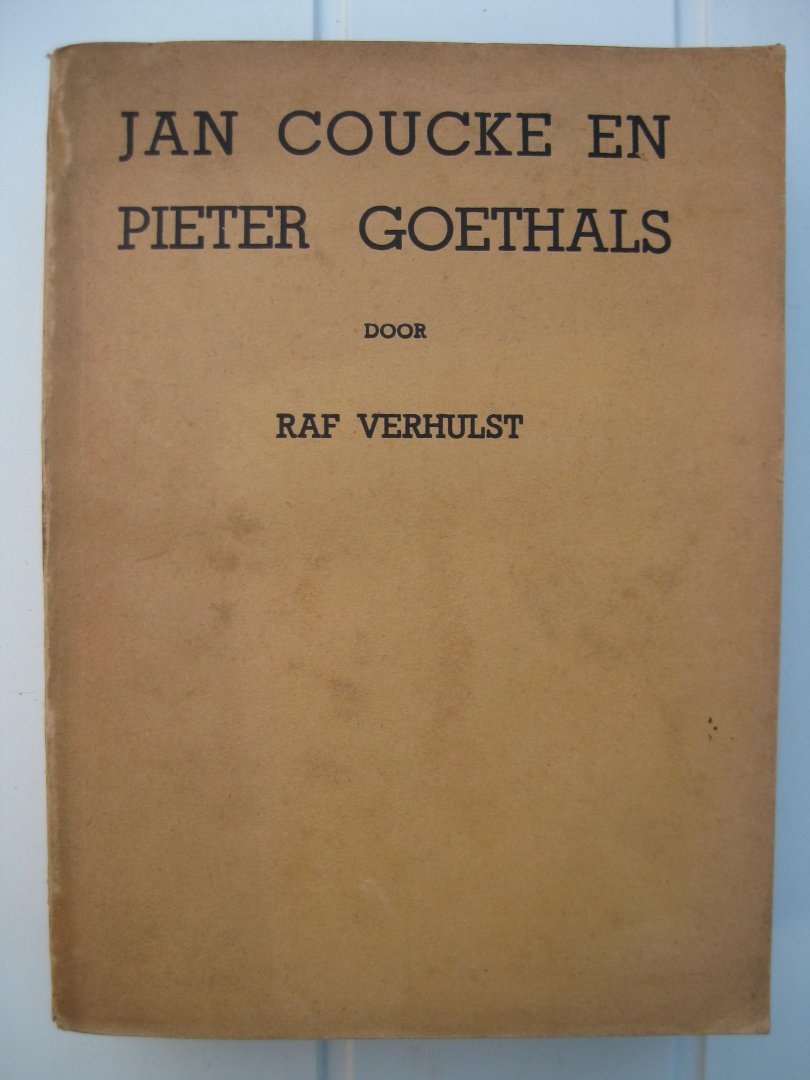 JAN COUCKE EN
PIETER GOETHALS
DOOR
RAF VERHULST